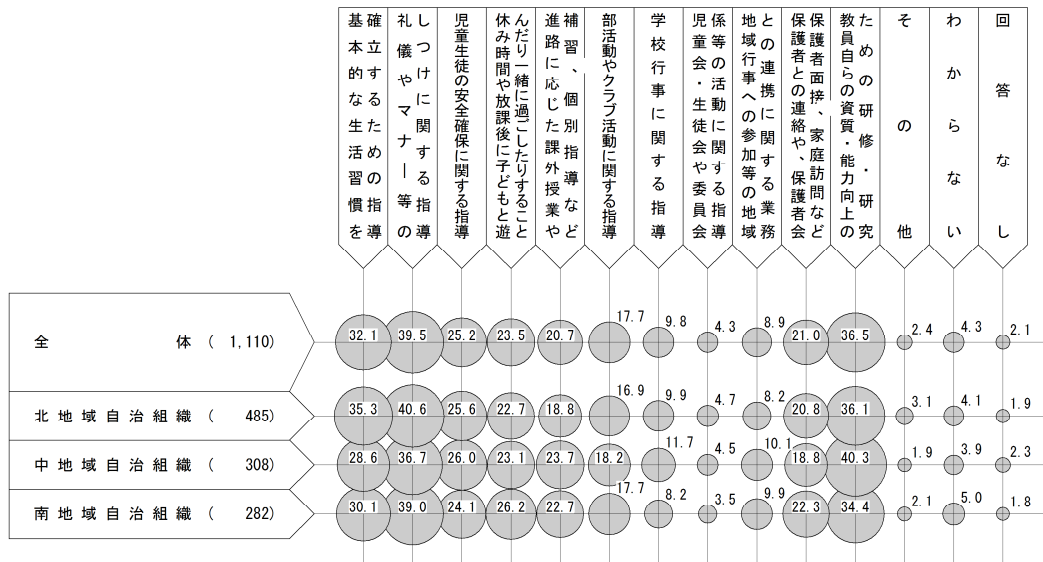 基本的な生活習慣を
確立するための指導
礼儀やマナー等の
しつけに関する指導
児童生徒の安全確保に関する指導
休み時間や放課後に子どもと遊
んだり一緒に過ごしたりすること
進路に応じた課外授業や
補習、個別指導など
部活動やクラブ活動に関する指導
学校行事に関する指導
児童会・生徒会や委員会
係等の活動に関する指導
地域行事への参加等の地域
との連携に関する業務
保護者との連絡や、保護者会
保護者面接、家庭訪問など
教員自らの資質・能力向上の
ための研修・研究
その他
わからない
回答なし
全体 ( 1,110) 32.1 39.5 25.2 23.5 20.7 17.7 9.8 4.3 8.9 21.0 36.5 2.4 4.3 2.1
北地域自治組織 ( 485) 35.3 40.6 25.6 22.7 18.8 16.9 9.9 4.7 8.2 20.8 36.1 3.1 4.1 1.9
中地域自治組織 ( 308) 28.6 36.7 26.0 23.1 23.7 18.2 11.7 4.5 10.1 18.8 40.3 1.9 3.9 2.3
南地域自治組織 ( 282) 30.1 39.0 24.1 26.2 22.7 17.7 8.2 3.5 9.9 22.3 34.4 2.1 5.0 1.8